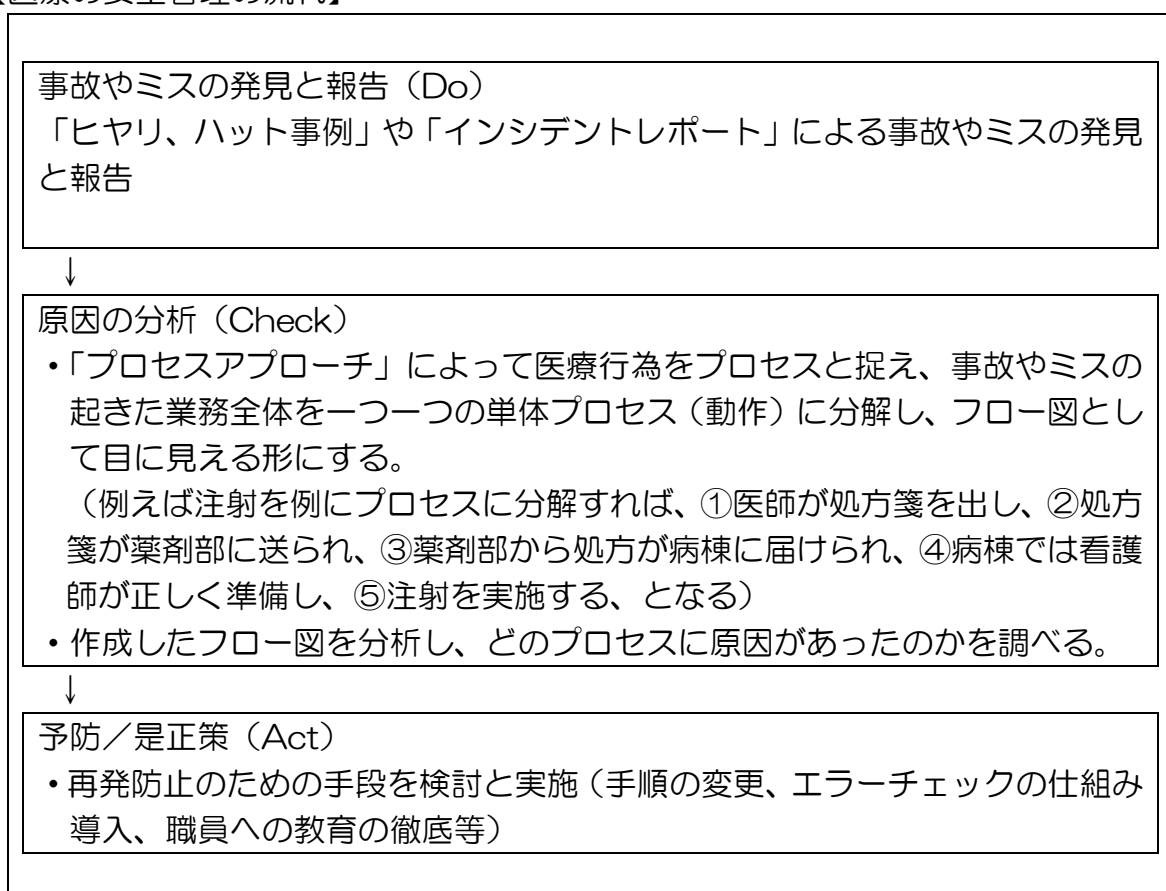 事故やミスの発見と報告（Do）
「ヒヤリ、ハット事例」や「インシデントレポート」による事故やミスの発見
と報告
↓
原因の分析（Check）
・「プロセスアプローチ」によって医療行為をプロセスと捉え、事故やミスの
起きた業務全体を一つ一つの単体プロセス（動作）に分解し、フロー図とし
て目に見える形にする。
（例えば注射を例にプロセスに分解すれば、①医師が処方箋を出し、②処方
箋が薬剤部に送られ、③薬剤部から処方が病棟に届けられ、④病棟では看護
師が正しく準備し、⑤注射を実施する、となる）
・作成したフロー図を分析し、どのプロセスに原因があったのかを調べる。
↓
予防／是正策（Act）
・再発防止のための手段を検討と実施（手順の変更、エラーチェックの仕組み
導入、職員への教育の徹底等）